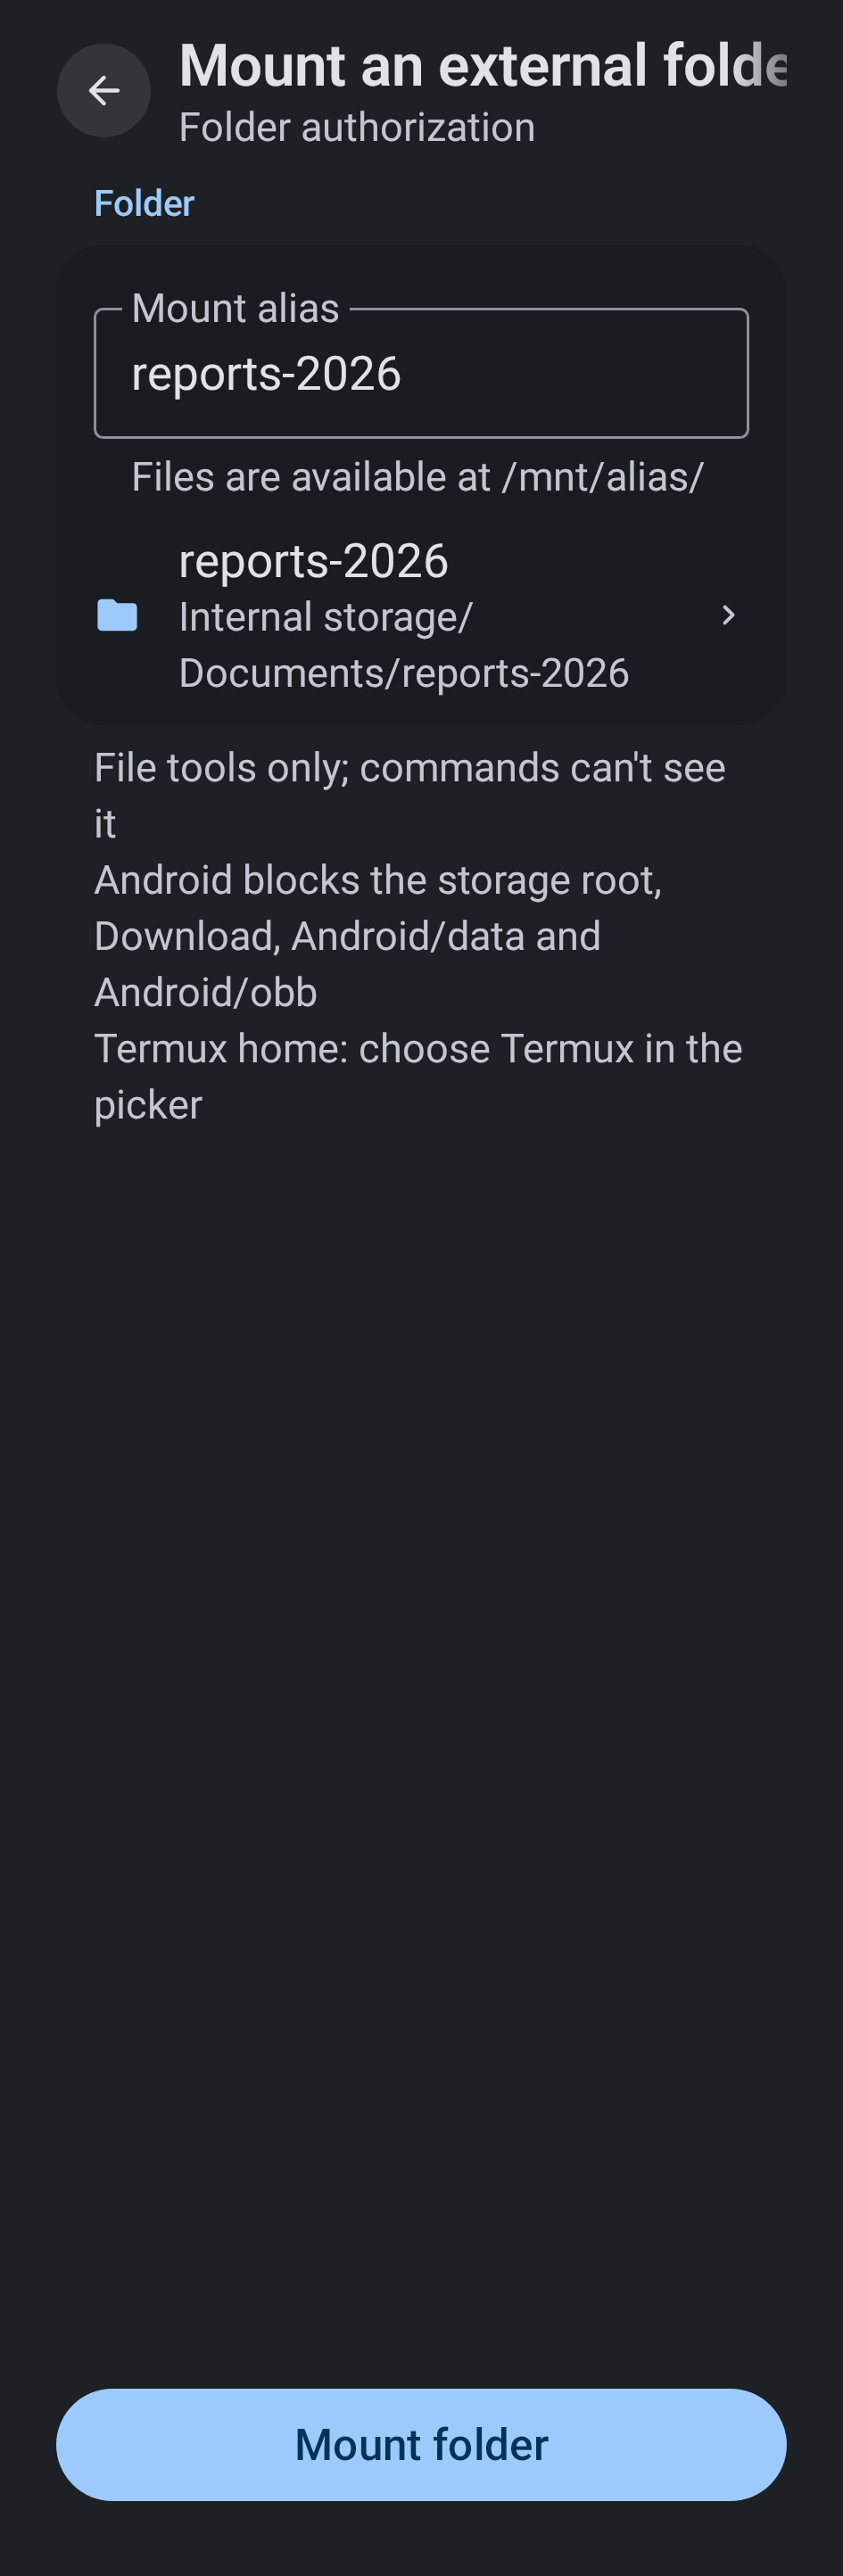 Mount an external folde
Folder authorization
Folder
Mount alias
reports-2026
Files are available at /mnt/alias/
reports-2026
Internal storage/
Documents/reports-2026
File tools only; commands can't see
it
Android blocks the storage root,
Download, Android/data and
Android/obb
Termux home: choose Termux in the
picker
Mount folder